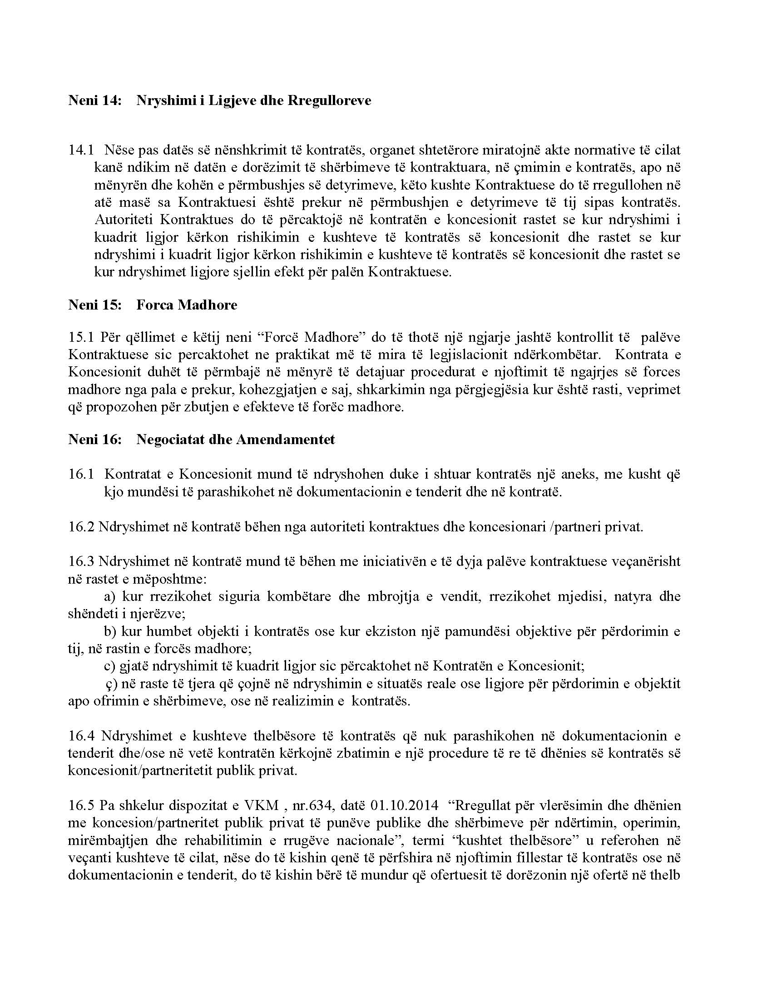 Neni 14: Nryshimi i Ligjeve dhe Rregulloreve
14.1 Nëse pas datës së nënshkrimit të kontratës, organet shtetërore miratojnë akte normative të cilat
kanë ndikim në datën e dorëzimit të shërbimeve të kontraktuara, në çmimin e kontratës, apo në
mënyrën dhe kohën e përmbushjes së detyrimeve, këto kushte Kontraktuese do të rregullohen në
atë masë sa Kontraktuesi është prekur në përmbushjen e detyrimeve të tij sipas kontratës.
Autoriteti Kontraktues do të përcaktojë në kontratën e koncesionit rastet se kur ndryshimi i
kuadrit ligjor kërkon rishikimin e kushteve të kontratës së koncesionit dhe rastet se kur
ndryshimi i kuadrit ligjor kërkon rishikimin e kushteve të kontratës së koncesionit dhe rastet se
kur ndryshimet ligjore sjellin efekt për palën Kontraktuese.
Neni 15: Forca Madhore
15.1 Për qëllimet e këtij neni “Forcë Madhore” do të thotë një ngjarje jashtë kontrollit të palëve
Kontraktuese sic percaktohet ne praktikat më të mira të legjislacionit ndërkombëtar. Kontrata e
Koncesionit duhët të përmbajë në mënyrë të detajuar procedurat e njoftimit të ngajrjes së forces
madhore nga pala e prekur, kohezgjatjen e saj, shkarkimin nga përgjegjësia kur është rasti, veprimet
që propozohen për zbutjen e efekteve të forëc madhore.
Neni 16: Negociatat dhe Amendamentet
16.1 Kontratat e Koncesionit mund të ndryshohen duke i shtuar kontratës një aneks, me kusht që
kjo mundësi të parashikohet në dokumentacionin e tenderit dhe në kontratë.
16.2 Ndryshimet në kontratë bëhen nga autoriteti kontraktues dhe koncesionari /partneri privat.
16.3 Ndryshimet në kontratë mund të bëhen me iniciativën e të dyja palëve kontraktuese veçanërisht
në rastet e mëposhtme:
a) kur rrezikohet siguria kombëtare dhe mbrojtja e vendit, rrezikohet mjedisi, natyra dhe
shëndeti i njerëzve;
b) kur humbet objekti i kontratës ose kur ekziston një pamundësi objektive për përdorimin e
tij, në rastin e forcës madhore;
c) gjatë ndryshimit të kuadrit ligjor sic përcaktohet në Kontratën e Koncesionit;
ç) në raste të tjera që çojnë në ndryshimin e situatës reale ose ligjore për përdorimin e objektit
apo ofrimin e shërbimeve, ose në realizimin e kontratës.
16.4 Ndryshimet e kushteve thelbësore të kontratës që nuk parashikohen në dokumentacionin e
tenderit dhe/ose në vetë kontratën kërkojnë zbatimin e një procedure të re të dhënies së kontratës së
koncesionit/partneritetit publik privat.
16.5 Pa shkelur dispozitat e VKM , nr.634, datë 01.10.2014 “Rregullat për vlerësimin dhe dhënien
me koncesion/partneritet publik privat të punëve publike dhe shërbimeve për ndërtimin, operimin,
mirëmbajtjen dhe rehabilitimin e rrugëve nacionale”, termi “kushtet thelbësore” u referohen në
veçanti kushteve të cilat, nëse do të kishin qenë të përfshira në njoftimin fillestar të kontratës ose në
dokumentacionin e tenderit, do të kishin bërë të mundur që ofertuesit të dorëzonin një ofertë në thelb